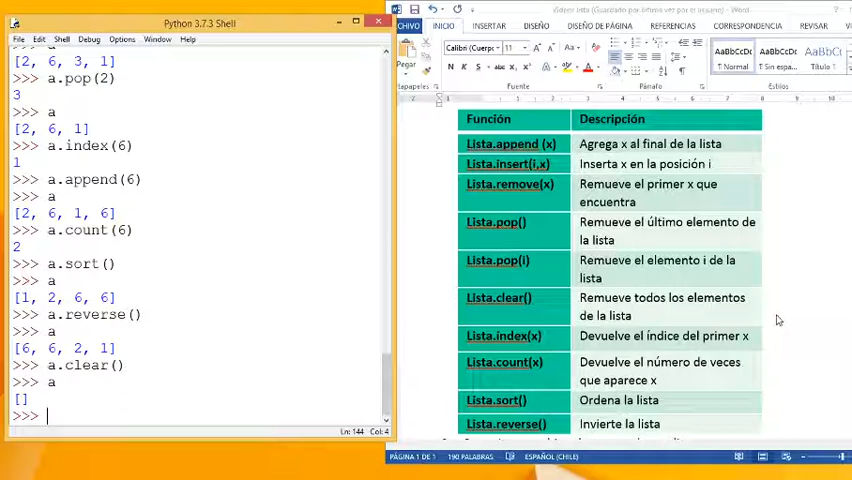 Python 3.7.3 Shell
File Edit Shell Debug Options Window Help
[2, 6, 3, 1]
>>> a.pop(2)
3
>>> a
[2, 6, 1]
>>> a.index(6)
1
>>> a.append(6)
>>> a
[2, 6, 1, 6]
>>> a.count(6)
2
>>> a.sort()
>>> a
[1, 2, 6, 6]
>>> a.reverse()
>>> a
[6, 6, 2, 1]
>>> a.clear()
>>> a
[]
>>>
Ln: 144 Col: 4
RCHIVO INICIO INSERTAR DISEÑO DISEÑO DE PÁGINA REFERENCIAS CORRESPONDENCIA REVISAR
Calibri (Cuerpo 11
Pegar
N K S
AaBbCcDc AaBbCcDc AaBbCc
¶ Normal ¶ Sin espa... Título 1
Fuente Párrafo Estilos
Función Descripción
Lista.append (x) Agrega x al final de la lista
Lista.insert(i,x) Inserta x en la posición i
Lista.remove(x) Remueve el primer x que
encuentra
Lista.pop() Remueve el último elemento de
la lista
Lista.pop(i) Remueve el elemento i de la
lista
Lista.clear() Remueve todos los elementos
de la lista
Lista.index(x) Devuelve el índice del primer x
Lista.count(x) Devuelve el número de veces
que aparece x
Lista.sort() Ordena la lista
Lista.reverse() Invierte la lista
PÁGINA 1 DE 1 190 PALABRAS ESPAÑOL (CHILE)